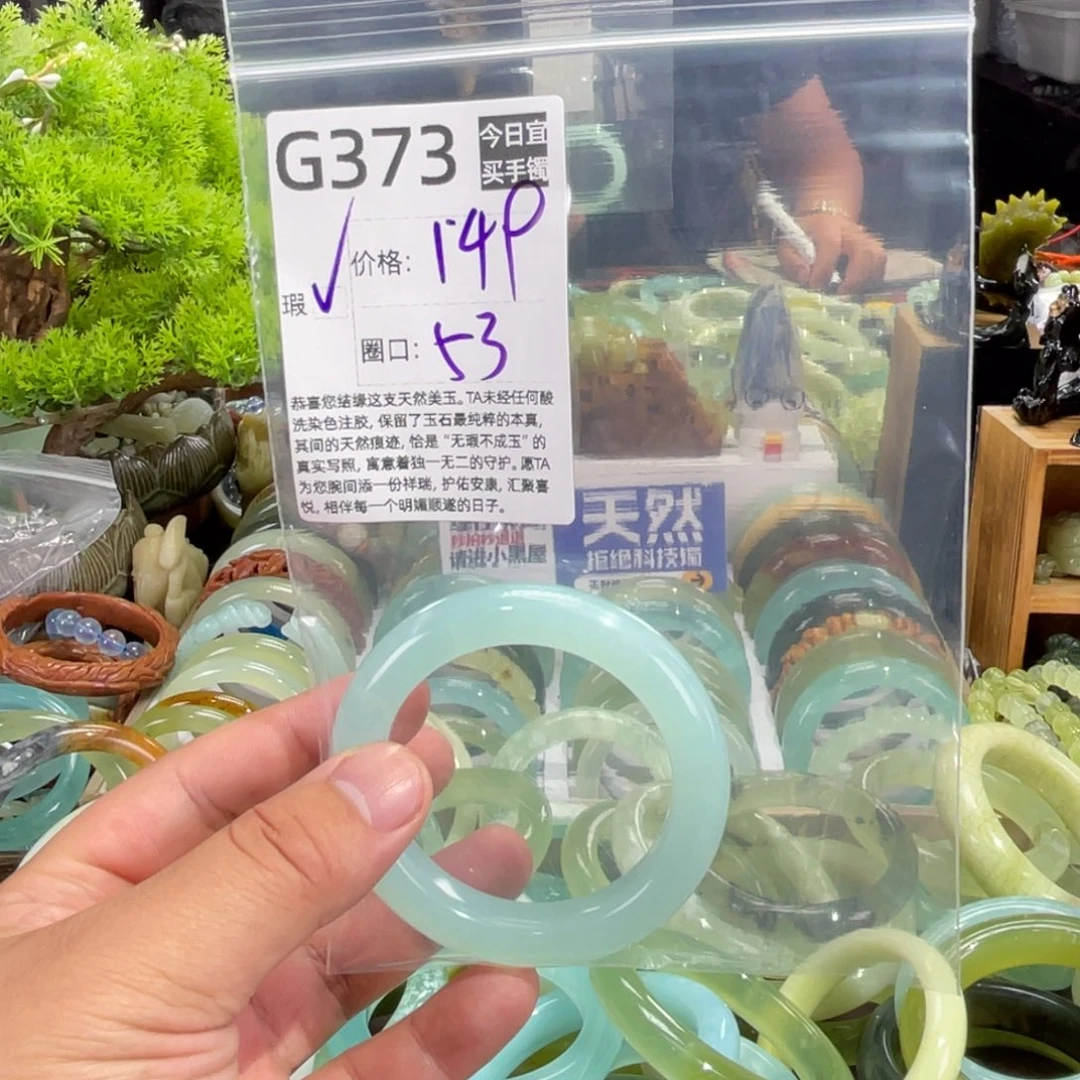 G373
今日宜
买手镯
瑕 ✓
价格: 14P
圈口: 53
恭喜您结缘这支天然美玉。TA未经任何酸
洗染色注胶, 保留了玉石最纯粹的本真,
其间的天然痕迹, 恰是“无瑕不成玉”的
真实写照, 寓意着独一无二的守护。愿TA
为您腕间添一份祥瑞, 护佑安康, 汇聚喜
悦, 相伴每一个明媚顺遂的日子。
请进小黑屋
天然
拒绝科技镯